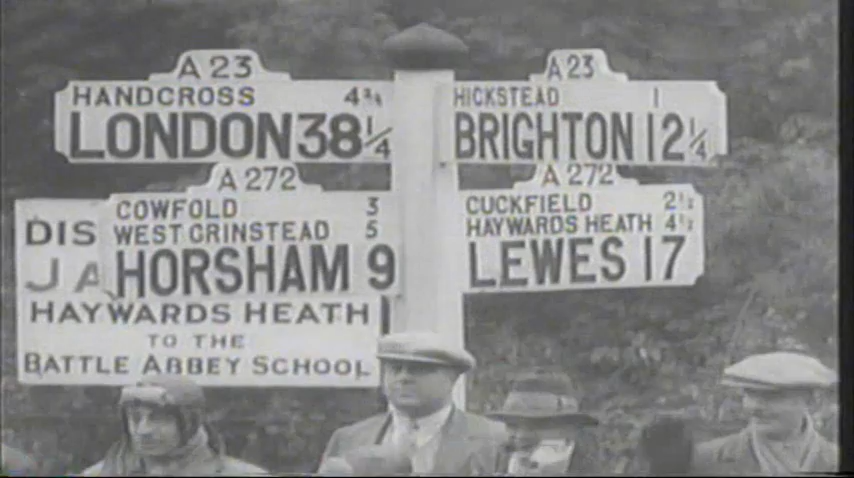 A 23
HANDCROSS 4¾
LONDON 38¼
A 23
HICKSTEAD 1
BRIGHTON 12¼
A 272
COWFOLD 3
WEST GRINSTEAD 5
HORSHAM 9
A 272
CUCKFIELD 2½
HAYWARDS HEATH 4½
LEWES 17
DIS
JA
HAYWARDS HEATH
TO THE
BATTLE ABBEY SCHOOL